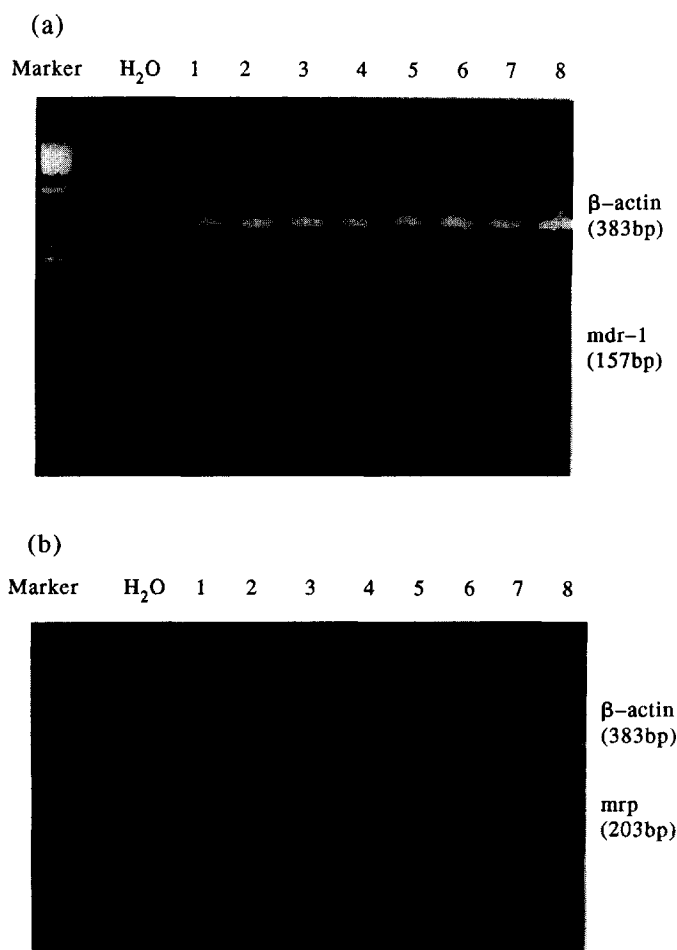 (a)
Marker H₂O 1 2 3 4 5 6 7 8
β–actin
(383bp)
mdr–1
(157bp)
(b)
Marker H₂O 1 2 3 4 5 6 7 8
β–actin
(383bp)
mrp
(203bp)